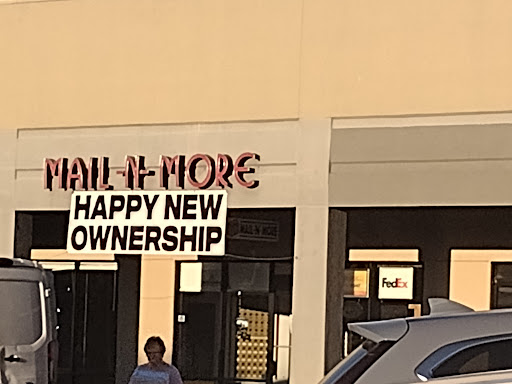 MAIL-N-MORE
HAPPY NEW
OWNERSHIP
MAIL-N-MORE
FedEx